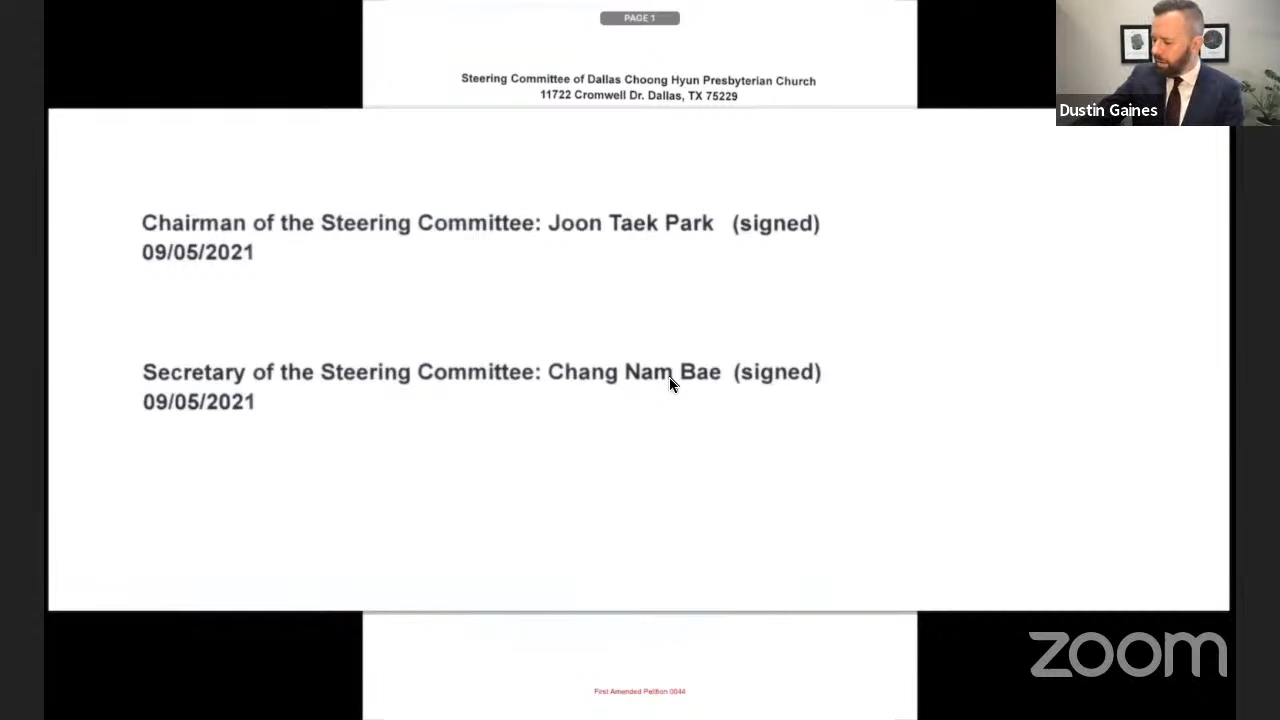 PAGE 1
Steering Committee of Dallas Choong Hyun Presbyterian Church
11722 Cromwell Dr. Dallas, TX 75229
Dustin Gaines
Chairman of the Steering Committee: Joon Taek Park (signed)
09/05/2021
Secretary of the Steering Committee: Chang Nam Bae (signed)
09/05/2021
zoom
First Amended Petition 0044